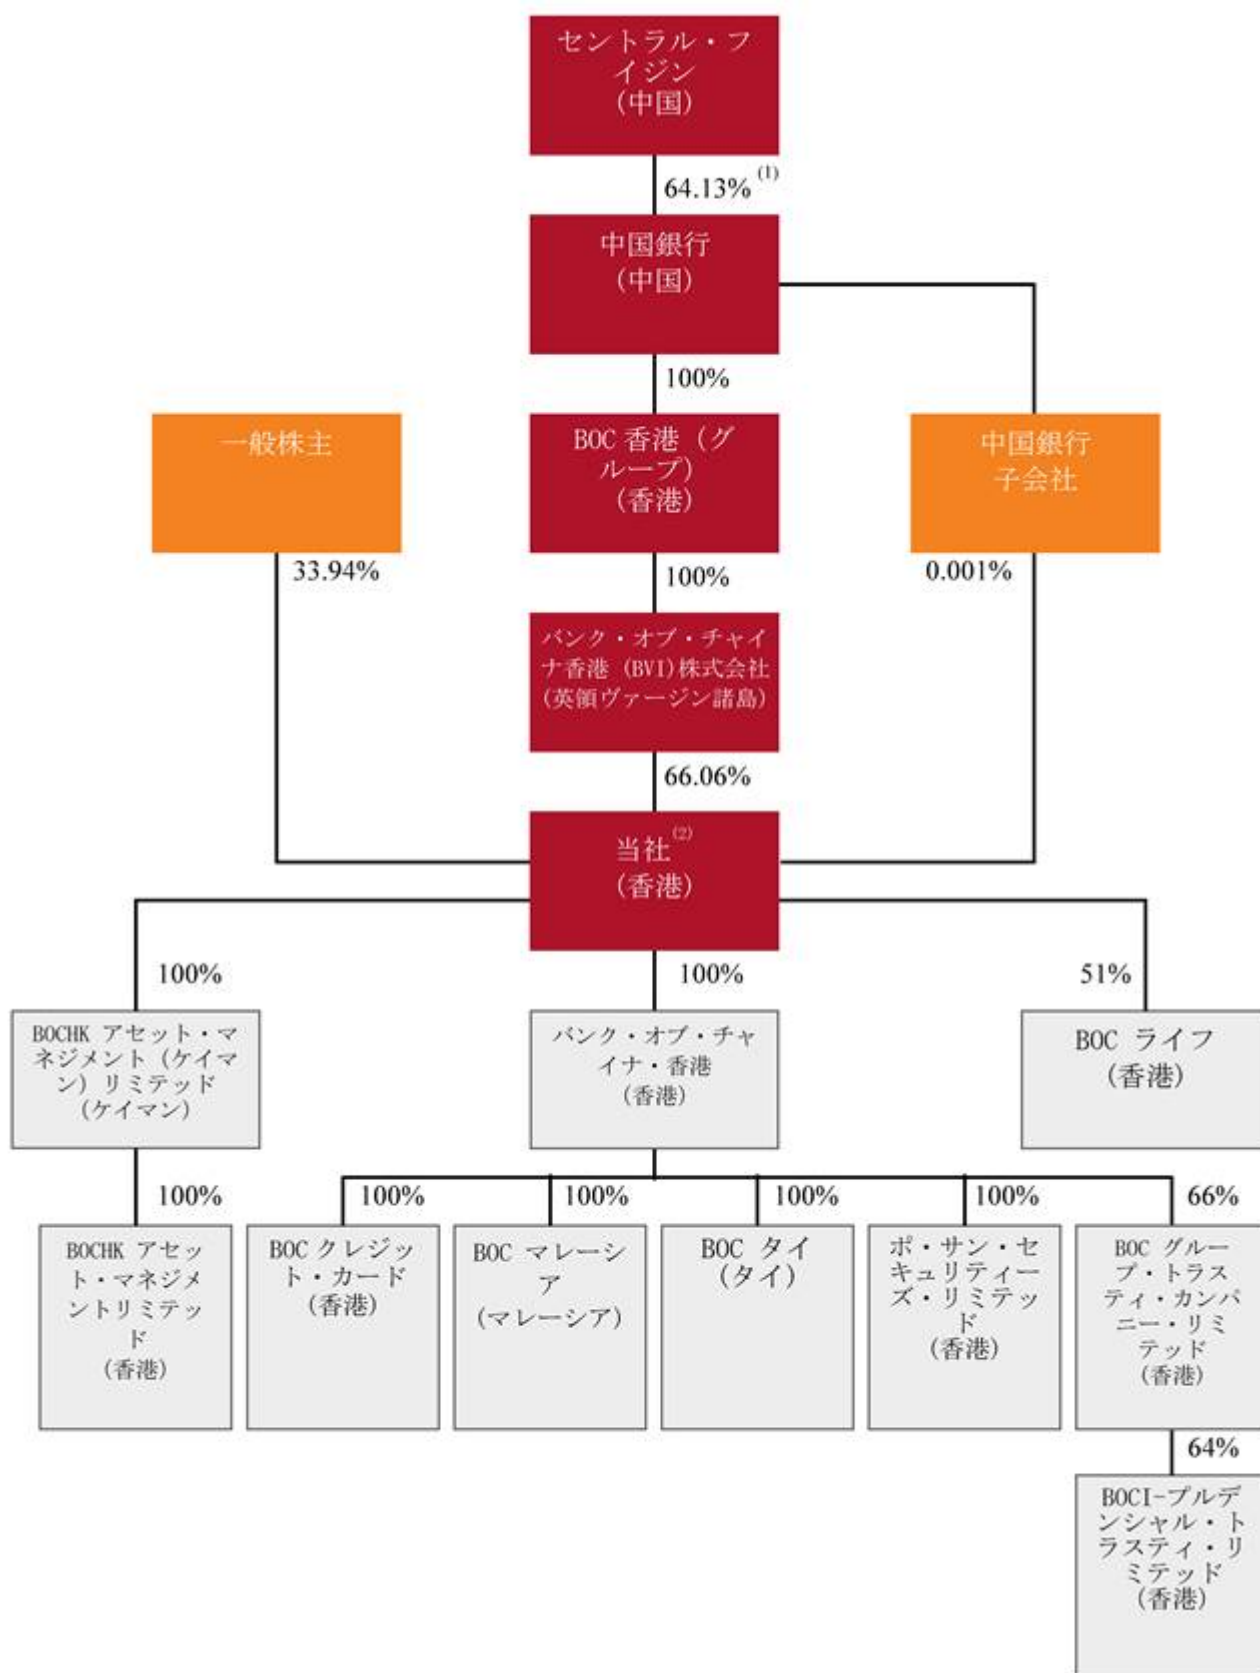 セントラル・フ
イジン
(中国)
64.13% (1)
中国銀行
(中国)
100%
一般株主
BOC 香港 (グ
ループ)
(香港)
中国銀行
子会社
33.94%
100%
0.001%
バンク・オブ・チャイ
ナ香港 (BVI)株式会社
(英領ヴァージン諸島)
66.06%
当社(2)
(香港)
100%
100%
51%
BOCHK アセット・マ
ネジメント (ケイマ
ン) リミテッド
(ケイマン)
バンク・オブ・チャ
イナ・香港
(香港)
BOC ライフ
(香港)
100%
100%
100%
100%
100%
66%
BOCHK アセッ
ト・マネジメ
ントリミテッ
ド
(香港)
BOC クレジッ
ト・カード
(香港)
BOC マレーシ
ア
(マレーシア)
BOC タイ
(タイ)
ポ・サン・セ
キュリティー
ズ・リミテッ
ド
(香港)
BOC グルー
プ・トラス
ティ・カンパ
ニー・リミ
テッド
(香港)
64%
BOCI-プルデ
ンシャル・ト
ラスティ・リ
ミテッド
(香港)